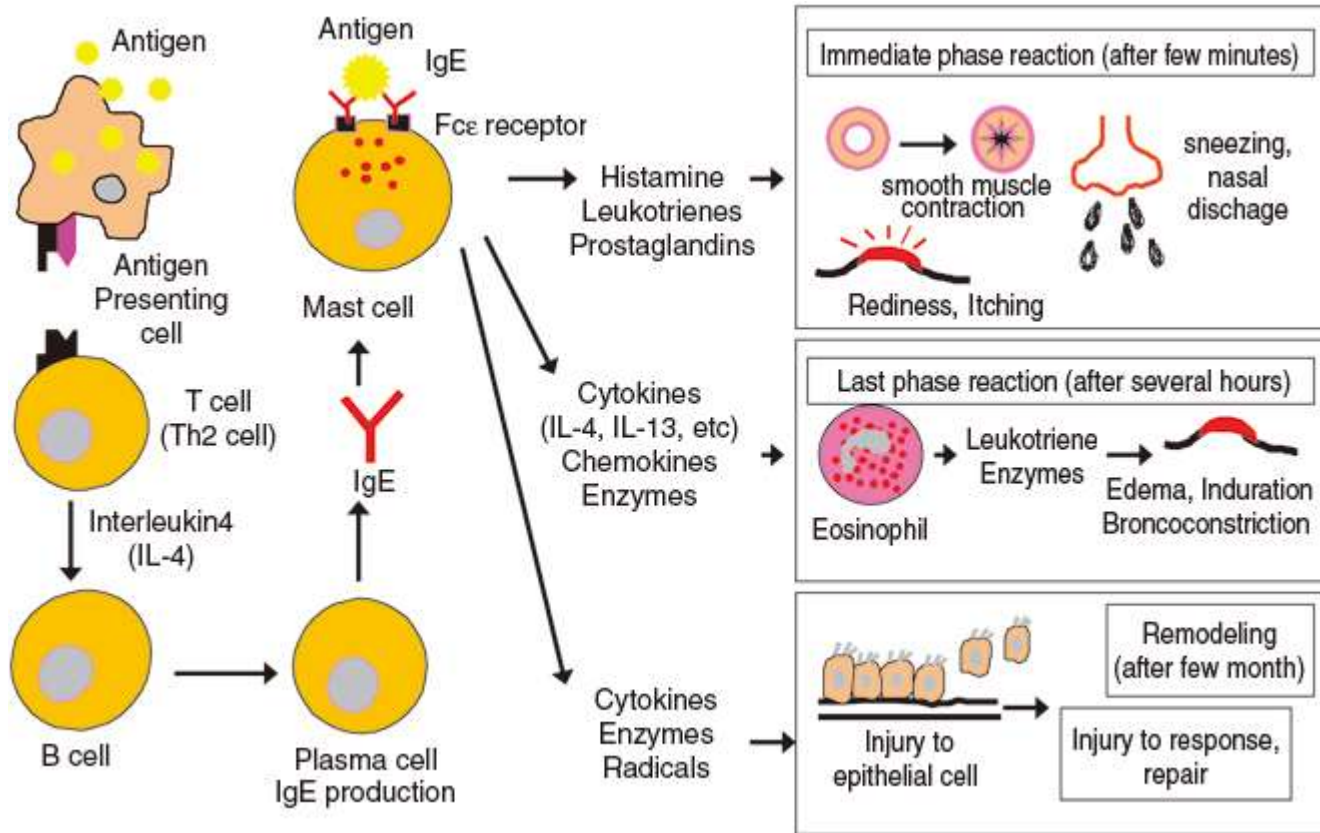 Antigen
Antigen
Presenting
cell
T cell
(Th2 cell)
Interleukin4
(IL-4)
B cell
Antigen
IgE
Fcε receptor
Mast cell
IgE
Plasma cell
IgE production
Histamine
Leukotrienes
Prostaglandins
Cytokines
(IL-4, IL-13, etc)
Chemokines
Enzymes
Cytokines
Enzymes
Radicals
Immediate phase reaction (after few minutes)
smooth muscle
contraction
sneezing,
nasal
dischage
Rediness, Itching
Last phase reaction (after several hours)
Eosinophil
Leukotriene
Enzymes
Edema, Induration
Broncoconstriction
Injury to
epithelial cell
Remodeling
(after few month)
Injury to response,
repair